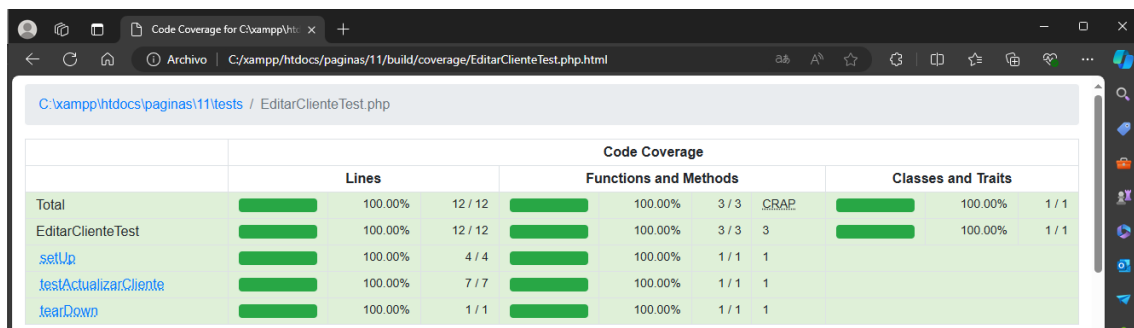 Code Coverage for C:\xampp\htd
Archivo C:/xampp/htdocs/paginas/11/build/coverage/EditarClienteTest.php.html
C:\xampp\htdocs\paginas\11\tests / EditarClienteTest.php
Code Coverage
Lines Functions and Methods Classes and Traits
Total 100.00% 12 / 12 100.00% 3 / 3 CRAP 100.00% 1 / 1
EditarClienteTest 100.00% 12 / 12 100.00% 3 / 3 3 100.00% 1 / 1
setUp 100.00% 4 / 4 100.00% 1 / 1 1
testActualizarCliente 100.00% 7 / 7 100.00% 1 / 1 1
tearDown 100.00% 1 / 1 100.00% 1 / 1 1